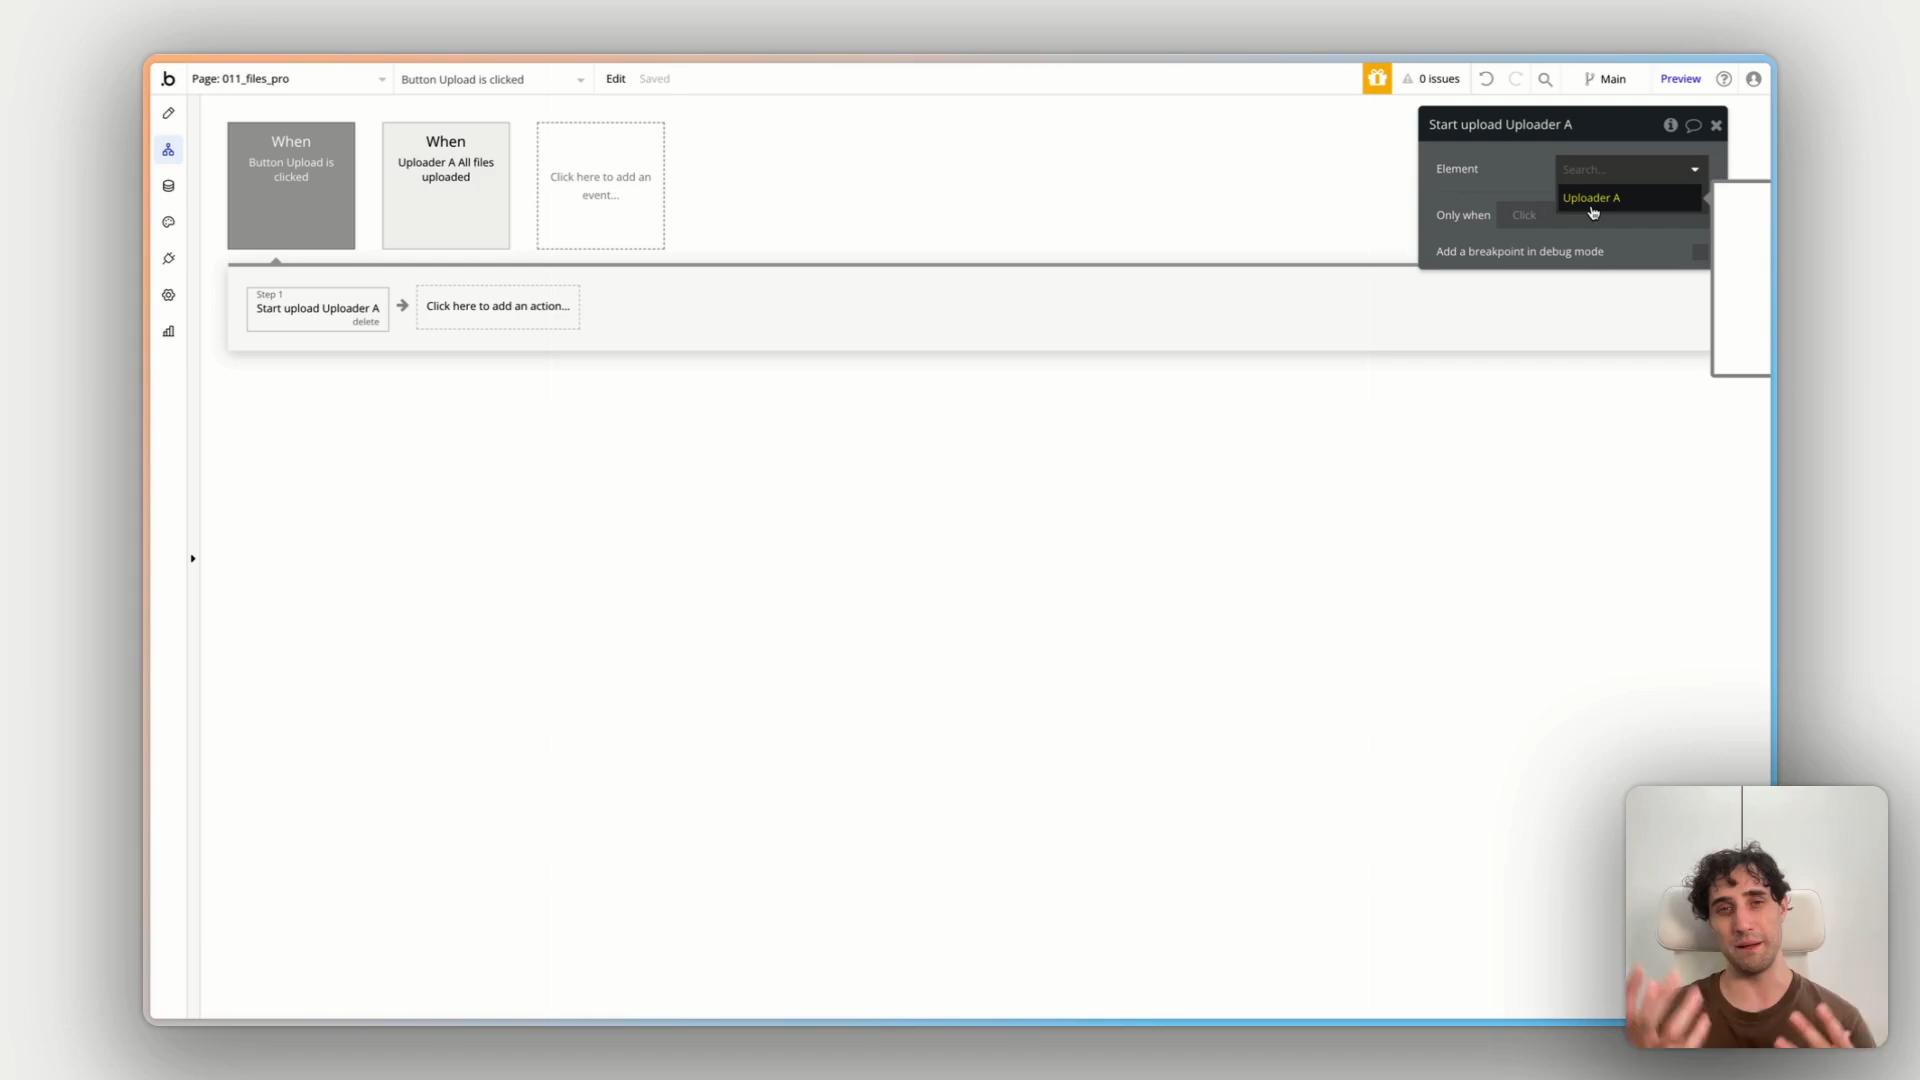 b
Page: 011_files_pro
Button Upload is clicked
Edit
Saved
0 issues
Main
Preview
When
Button Upload is
clicked
When
Uploader A All files
uploaded
Click here to add an
event...
Start upload Uploader A
Element
Search...
Uploader A
Only when
Click
Add a breakpoint in debug mode
Step 1
Start upload Uploader A
delete
Click here to add an action...